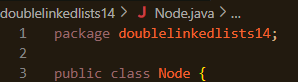 doublelinkedlists14 > J Node.java > ...
1 package doublelinkedlists14;
2
3 public class Node {